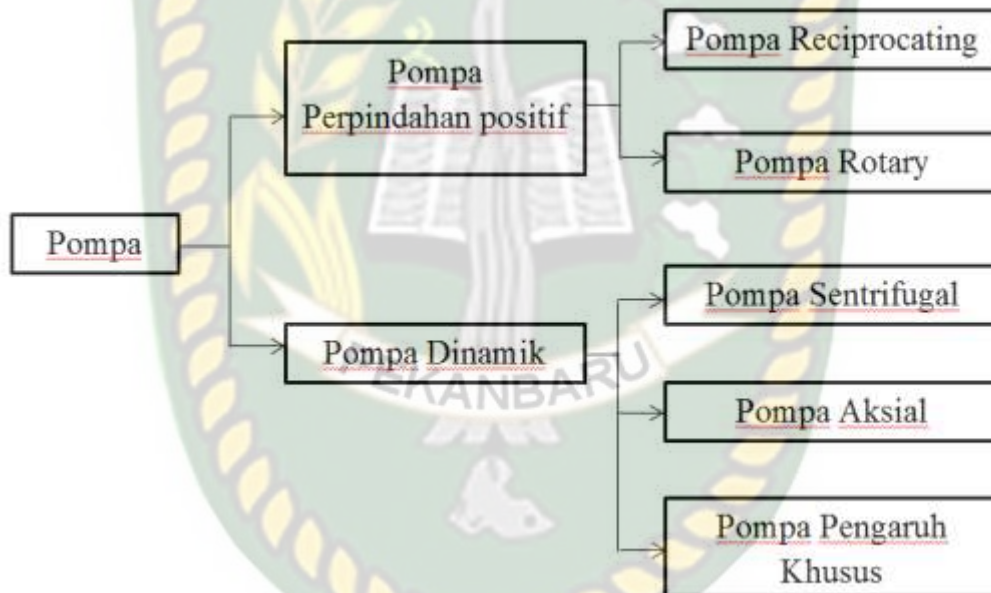 Pompa
Pompa
Perpindahan positif
Pompa Dinamik
Pompa Reciprocating
Pompa Rotary
Pompa Sentrifugal
Pompa Aksial
Pompa Pengaruh
Khusus
PEKANBARU